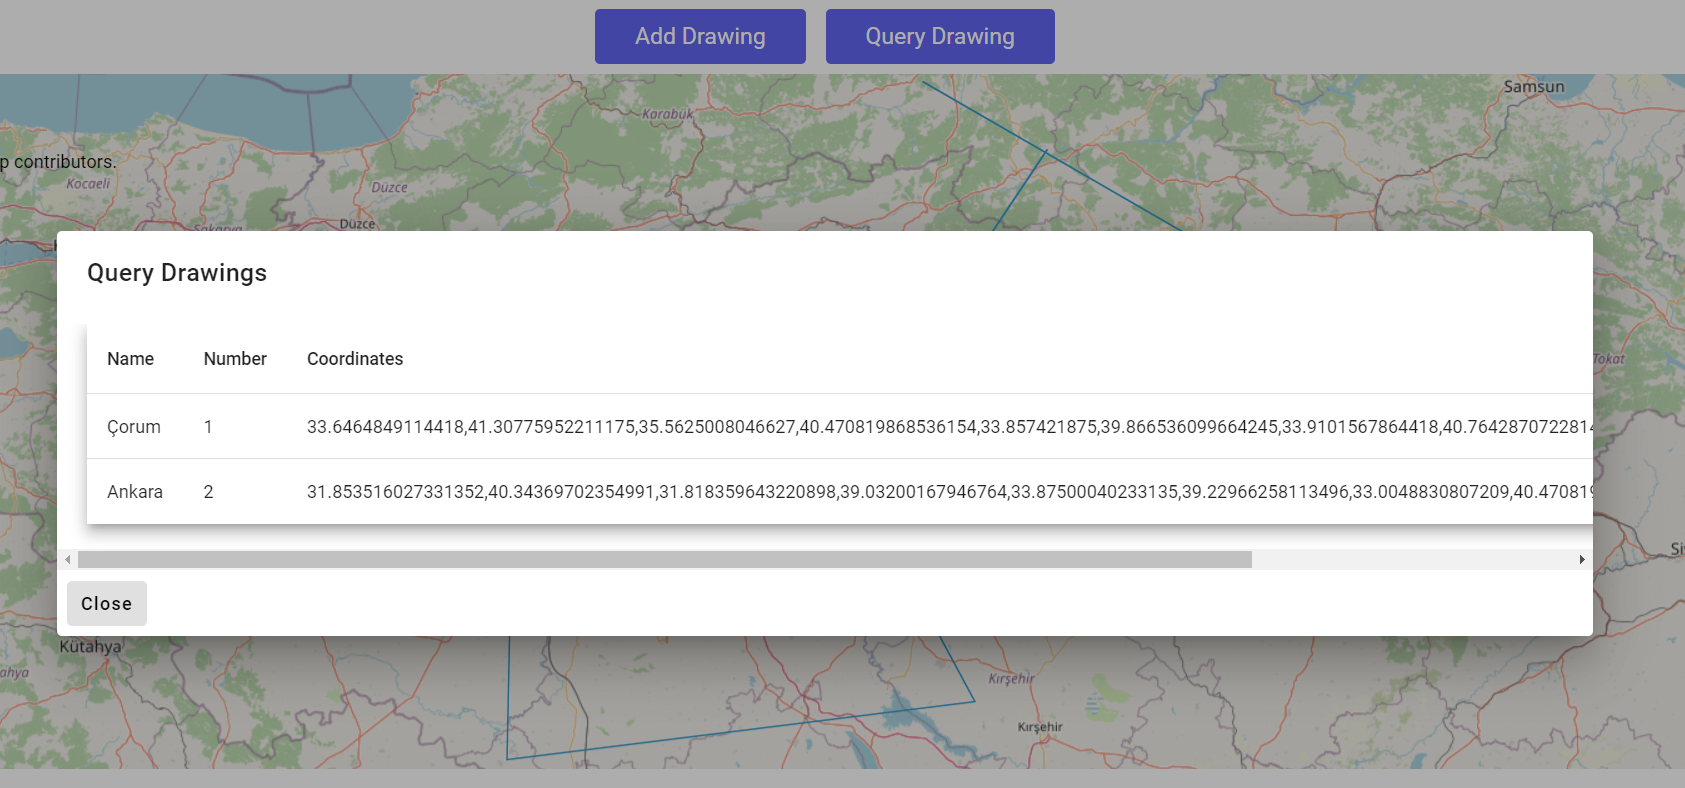 Add Drawing
Query Drawing
Samsun
Karabük
p contributors.
Kocaeli
Düzce
Düzce
Sakarya
Query Drawings
Name Number Coordinates
Tokat
Çorum 1 33.6464849114418,41.30775952211175,35.5625008046627,40.470819868536154,33.857421875,39.866536099664245,33.9101567864418,40.764287072281
Ankara 2 31.853516027331352,40.34369702354991,31.818359643220898,39.03200167946764,33.87500040233135,39.22966258113496,33.0048830807209,40.47081
Si
Close
Kütahya
ahya
Kırşehir
Kırşehir